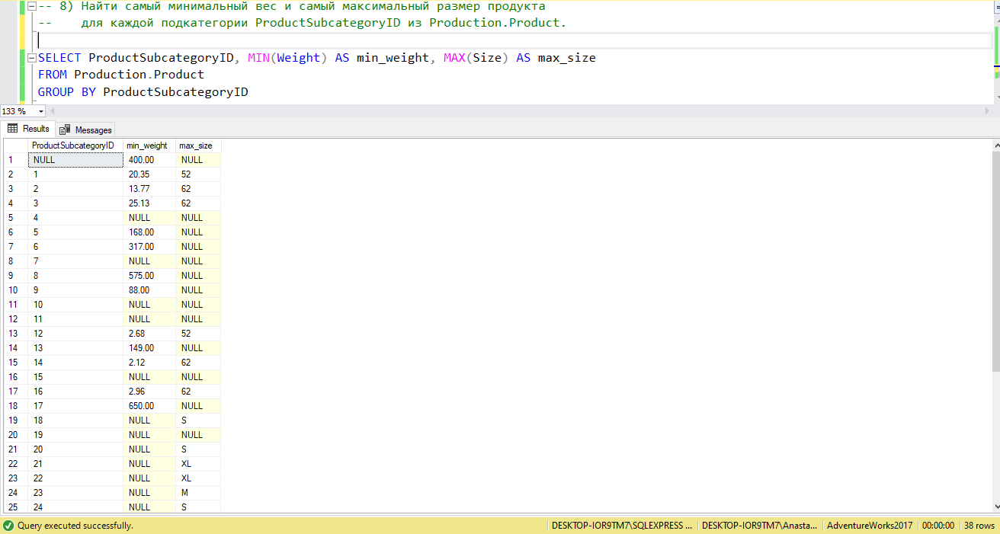 -- 8) Найти самый минимальный вес и самый максимальный размер продукта
-- для каждой подкатегории ProductSubcategoryID из Production.Product.
SELECT ProductSubcategoryID, MIN(Weight) AS min_weight, MAX(Size) AS max_size
FROM Production.Product
GROUP BY ProductSubcategoryID
133 %
Results Messages
ProductSubcategoryID min_weight max_size
1 NULL 400.00 NULL
2 1 20.35 52
3 2 13.77 62
4 3 25.13 62
5 4 NULL NULL
6 5 168.00 NULL
7 6 317.00 NULL
8 7 NULL NULL
9 8 575.00 NULL
10 9 88.00 NULL
11 10 NULL NULL
12 11 NULL NULL
13 12 2.68 52
14 13 149.00 NULL
15 14 2.12 62
16 15 NULL NULL
17 16 2.96 62
18 17 650.00 NULL
19 18 NULL S
20 19 NULL NULL
21 20 NULL S
22 21 NULL XL
23 22 NULL XL
24 23 NULL M
25 24 NULL S
Query executed successfully. DESKTOP-IOR9TM7\SQLEXPRESS ... DESKTOP-IOR9TM7\Anasta... AdventureWorks2017 00:00:00 38 rows